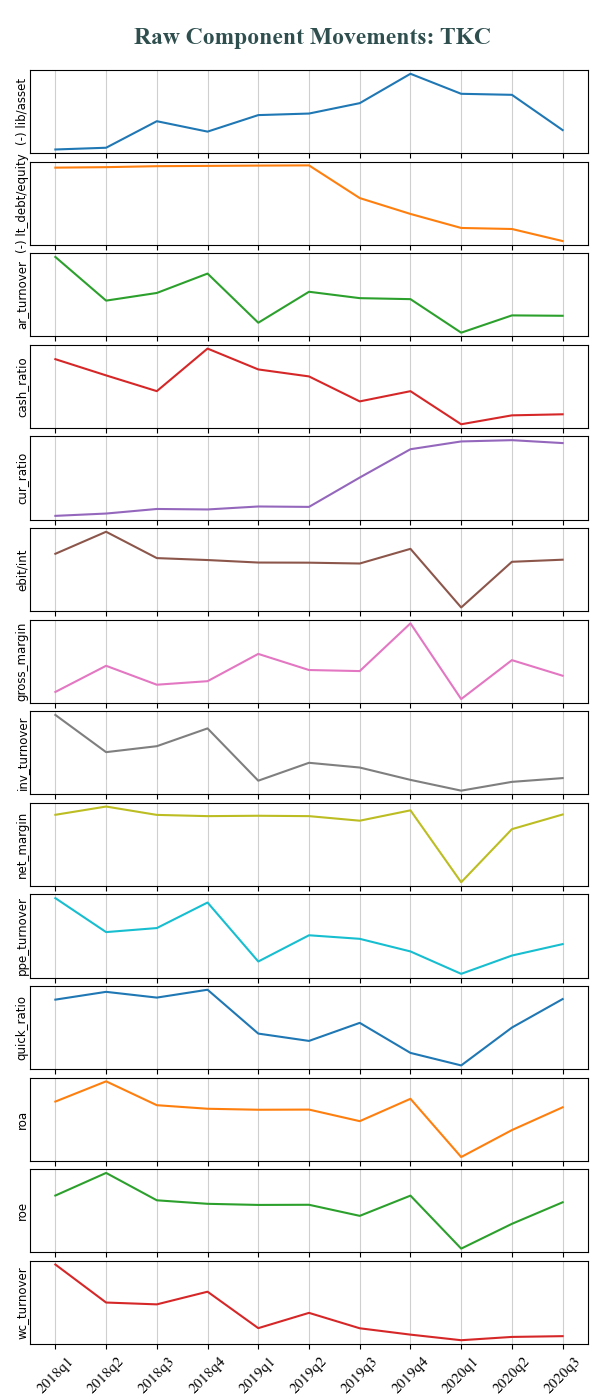 Raw Component Movements: TKC
(-) lib/asset
(-) lt_debt/equity
ar_turnover
cash_ratio
cur_ratio
ebit/int
gross_margin
inv_turnover
net_margin
ppe_turnover
quick_ratio
roa
roe
wc_turnover
2018q1 2018q2 2018q3 2018q4 2019q1 2019q2 2019q3 2019q4 2020q1 2020q2 2020q3